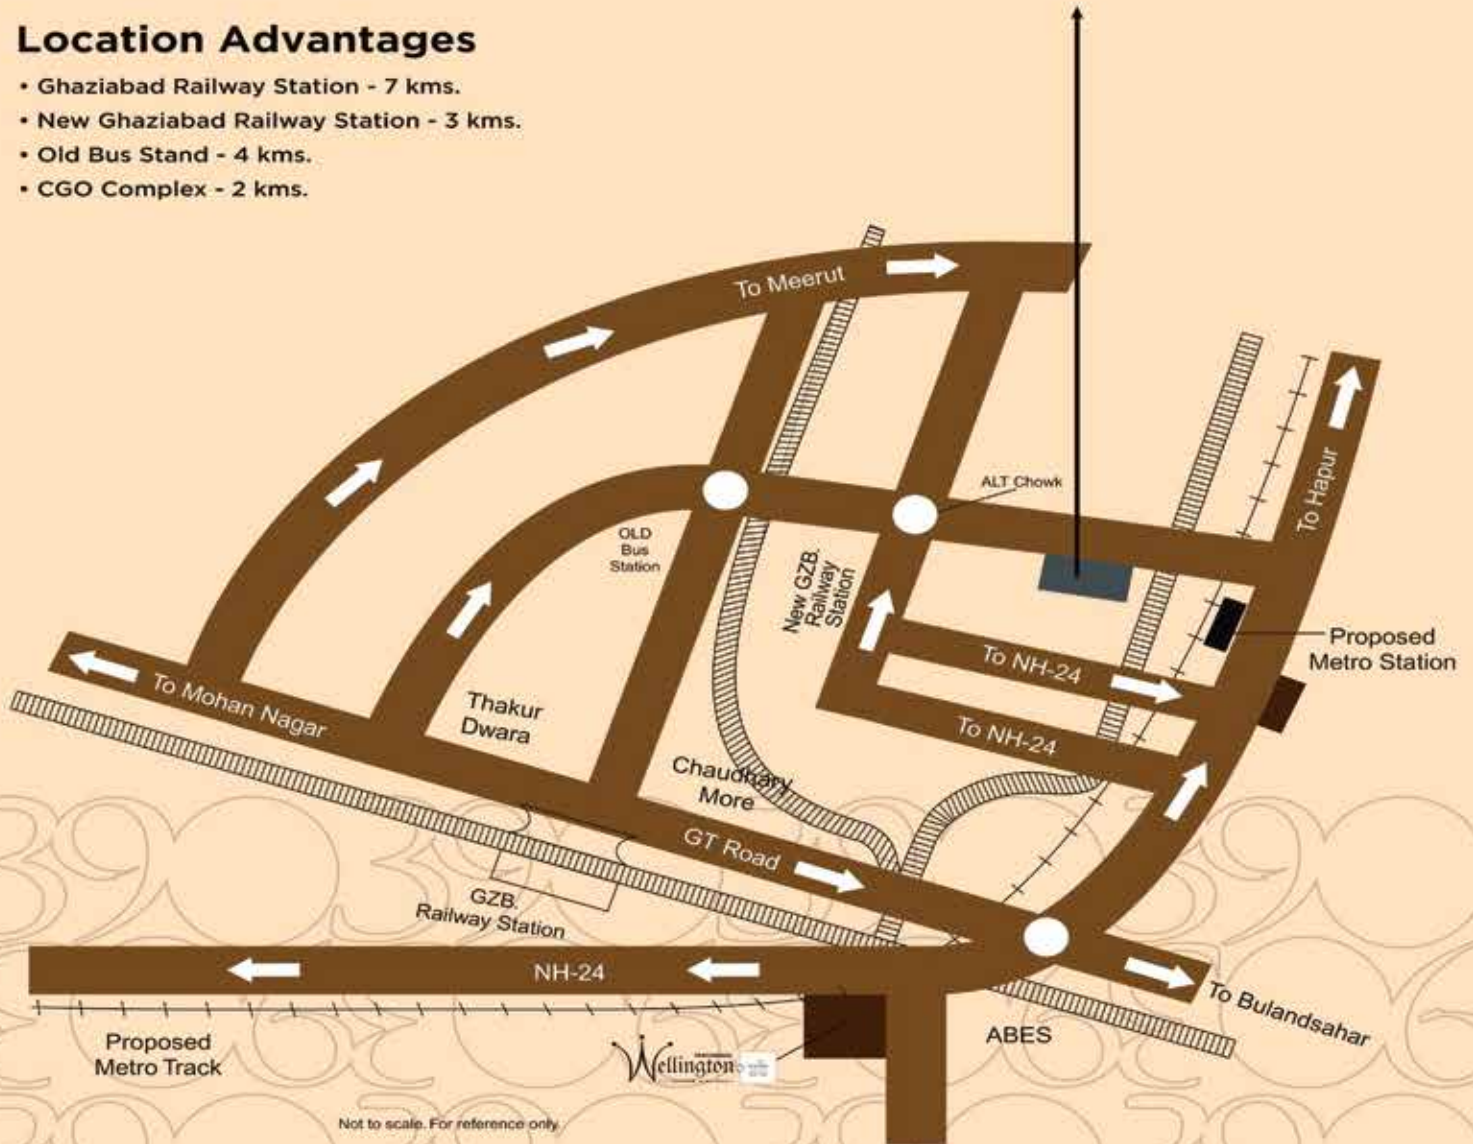 Location Advantages
• Ghaziabad Railway Station - 7 kms.
• New Ghaziabad Railway Station - 3 kms.
• Old Bus Stand - 4 kms.
• CGO Complex - 2 kms.
To Meerut
To Hapur
ALT Chowk
OLD
Bus
Station
New GZB.
Railway
Station
Proposed
Metro Station
To NH-24
To NH-24
To Mohan Nagar
Thakur
Dwara
Chaudhary
More
GT Road
GZB.
Railway Station
NH-24
To Bulandsahar
ABES
Proposed
Metro Track
Wellington
Not to scale. For reference only.